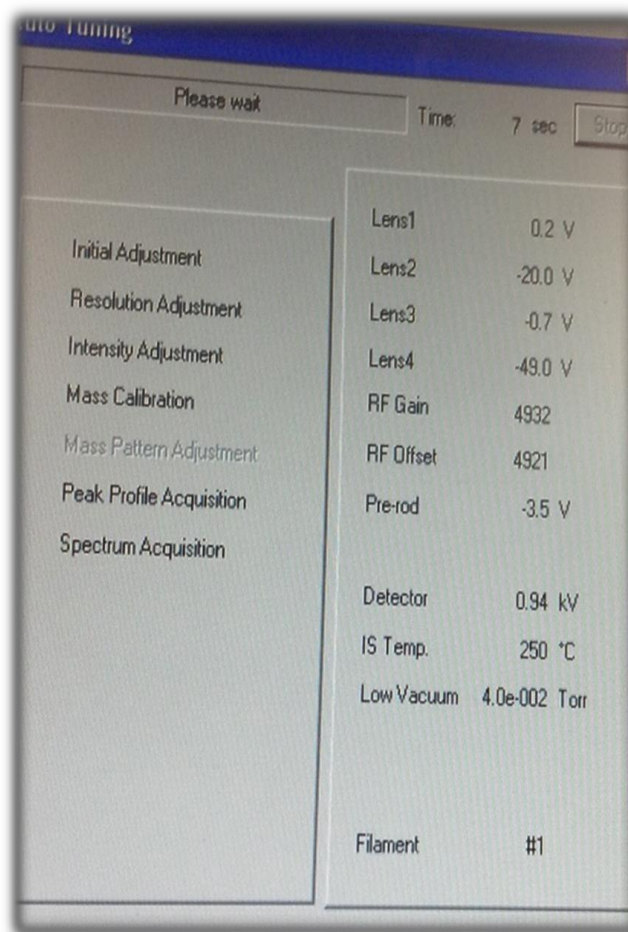 Auto Tuning
Please wait
Time: 7 sec Stop
Initial Adjustment
Resolution Adjustment
Intensity Adjustment
Mass Calibration
Mass Pattern Adjustment
Peak Profile Acquisition
Spectrum Acquisition
Lens1 0.2 V
Lens2 -20.0 V
Lens3 -0.7 V
Lens4 -49.0 V
RF Gain 4932
RF Offset 4921
Pre-rod -3.5 V
Detector 0.94 kV
IS Temp. 250 °C
Low Vacuum 4.0e-002 Torr
Filament #1